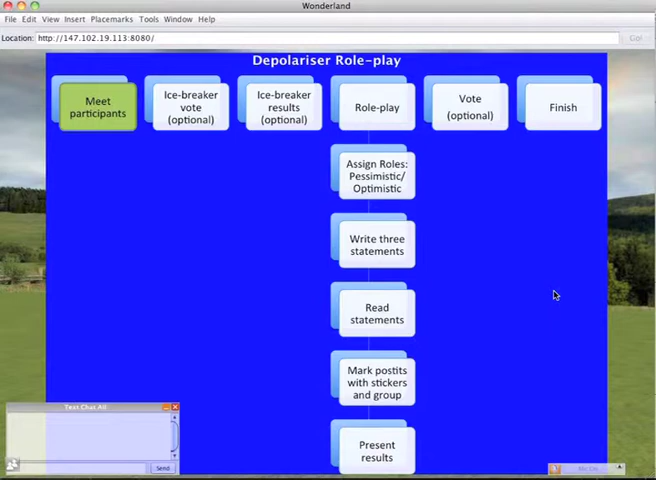 Wonderland
File Edit View Insert Placemarks Tools Window Help
Location: http://147.102.19.113:8080/ Go!
Depolariser Role-play
Meet
participants
Ice-breaker
vote
(optional)
Ice-breaker
results
(optional)
Role-play
Vote
(optional)
Finish
Assign Roles:
Pessimistic/
Optimistic
Write three
statements
Read
statements
Mark postits
with stickers
and group
Present
results
Text Chat All
Send